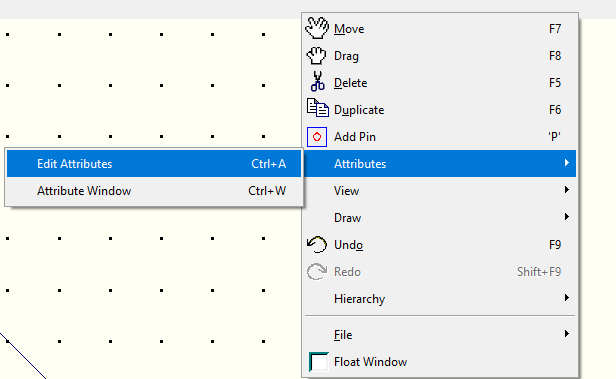 Move F7
Drag F8
Delete F5
Duplicate F6
Add Pin 'P'
Attributes
Edit Attributes Ctrl+A
Attribute Window Ctrl+W
View
Draw
Undo F9
Redo Shift+F9
Hierarchy
File
Float Window